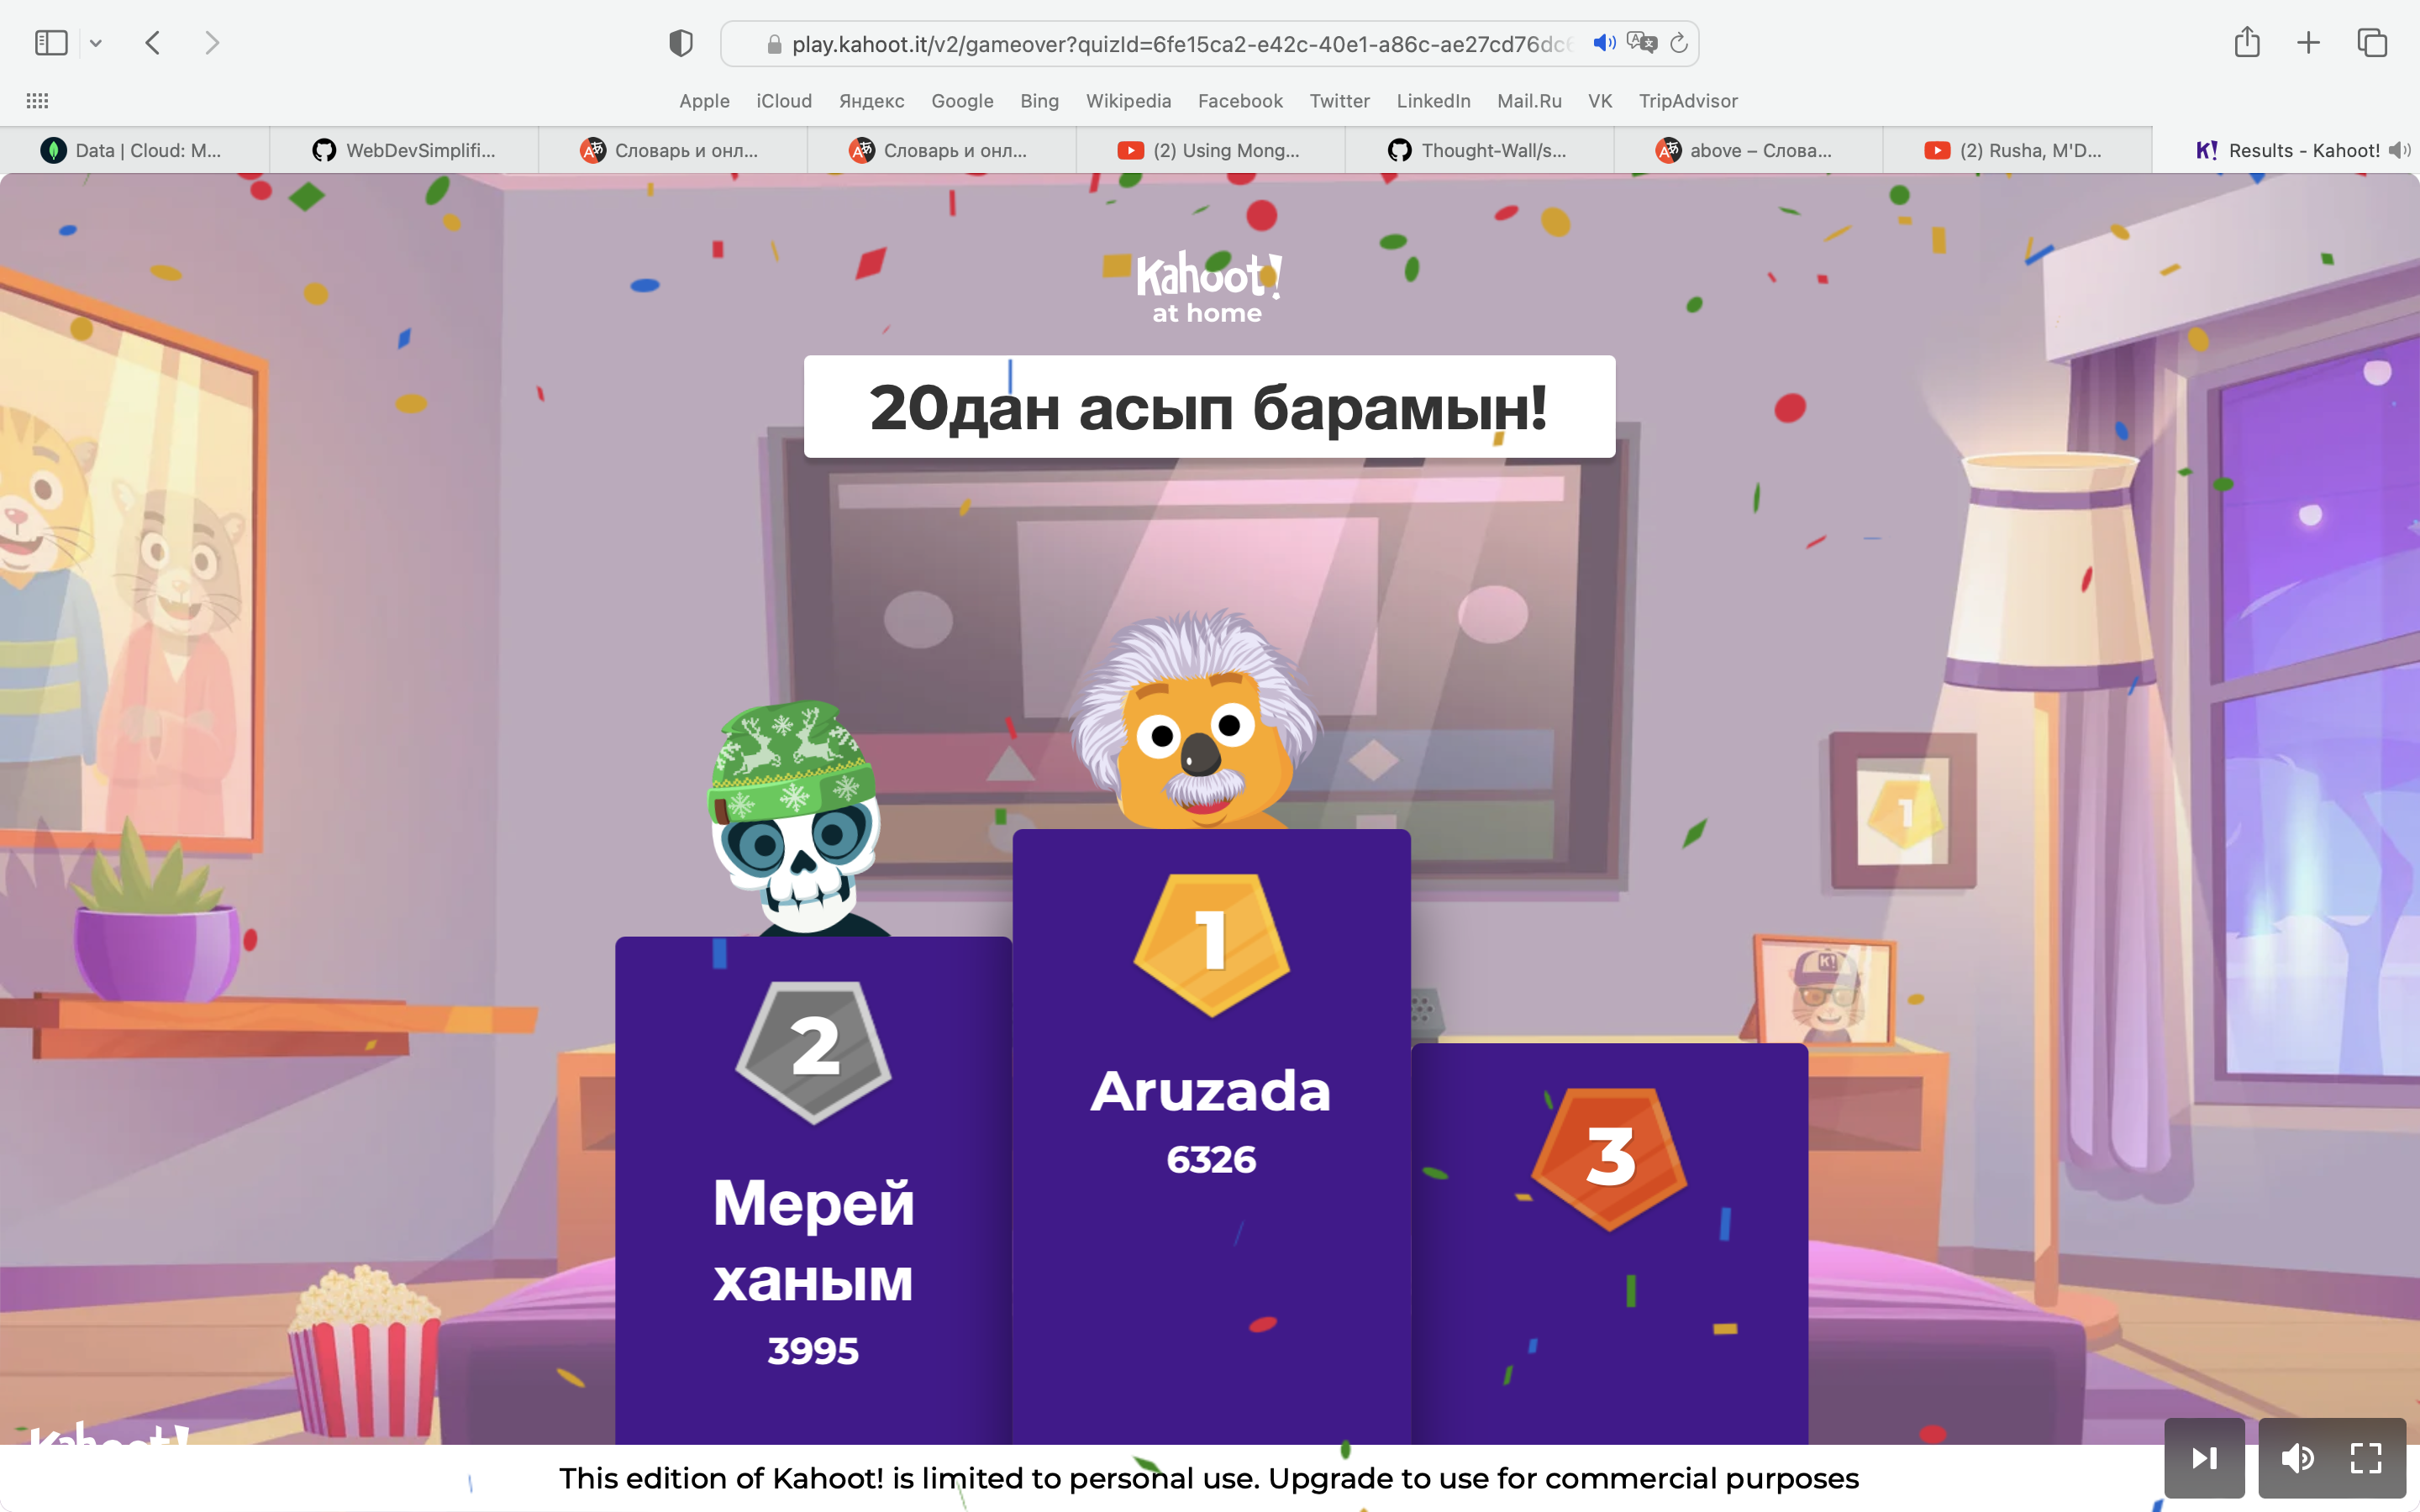 play.kahoot.it/v2/gameover?quizId=6fe15ca2-e42c-40e1-a86c-ae27cd76dc
Apple iCloud Яндекс Google Bing Wikipedia Facebook Twitter LinkedIn Mail.Ru VK TripAdvisor
Data | Cloud: M... WebDevSimplifi... Словарь и онл... Словарь и онл... (2) Using Mong... Thought-Wall/s... above – Слова... (2) Rusha, M'D... K! Results - Kahoot!
Kahoot!
at home
20дан асып барамын!
1
K!
1
2
Aruzada
6326
3
Мерей
ханым
3995
Kahoot!
This edition of Kahoot! is limited to personal use. Upgrade to use for commercial purposes